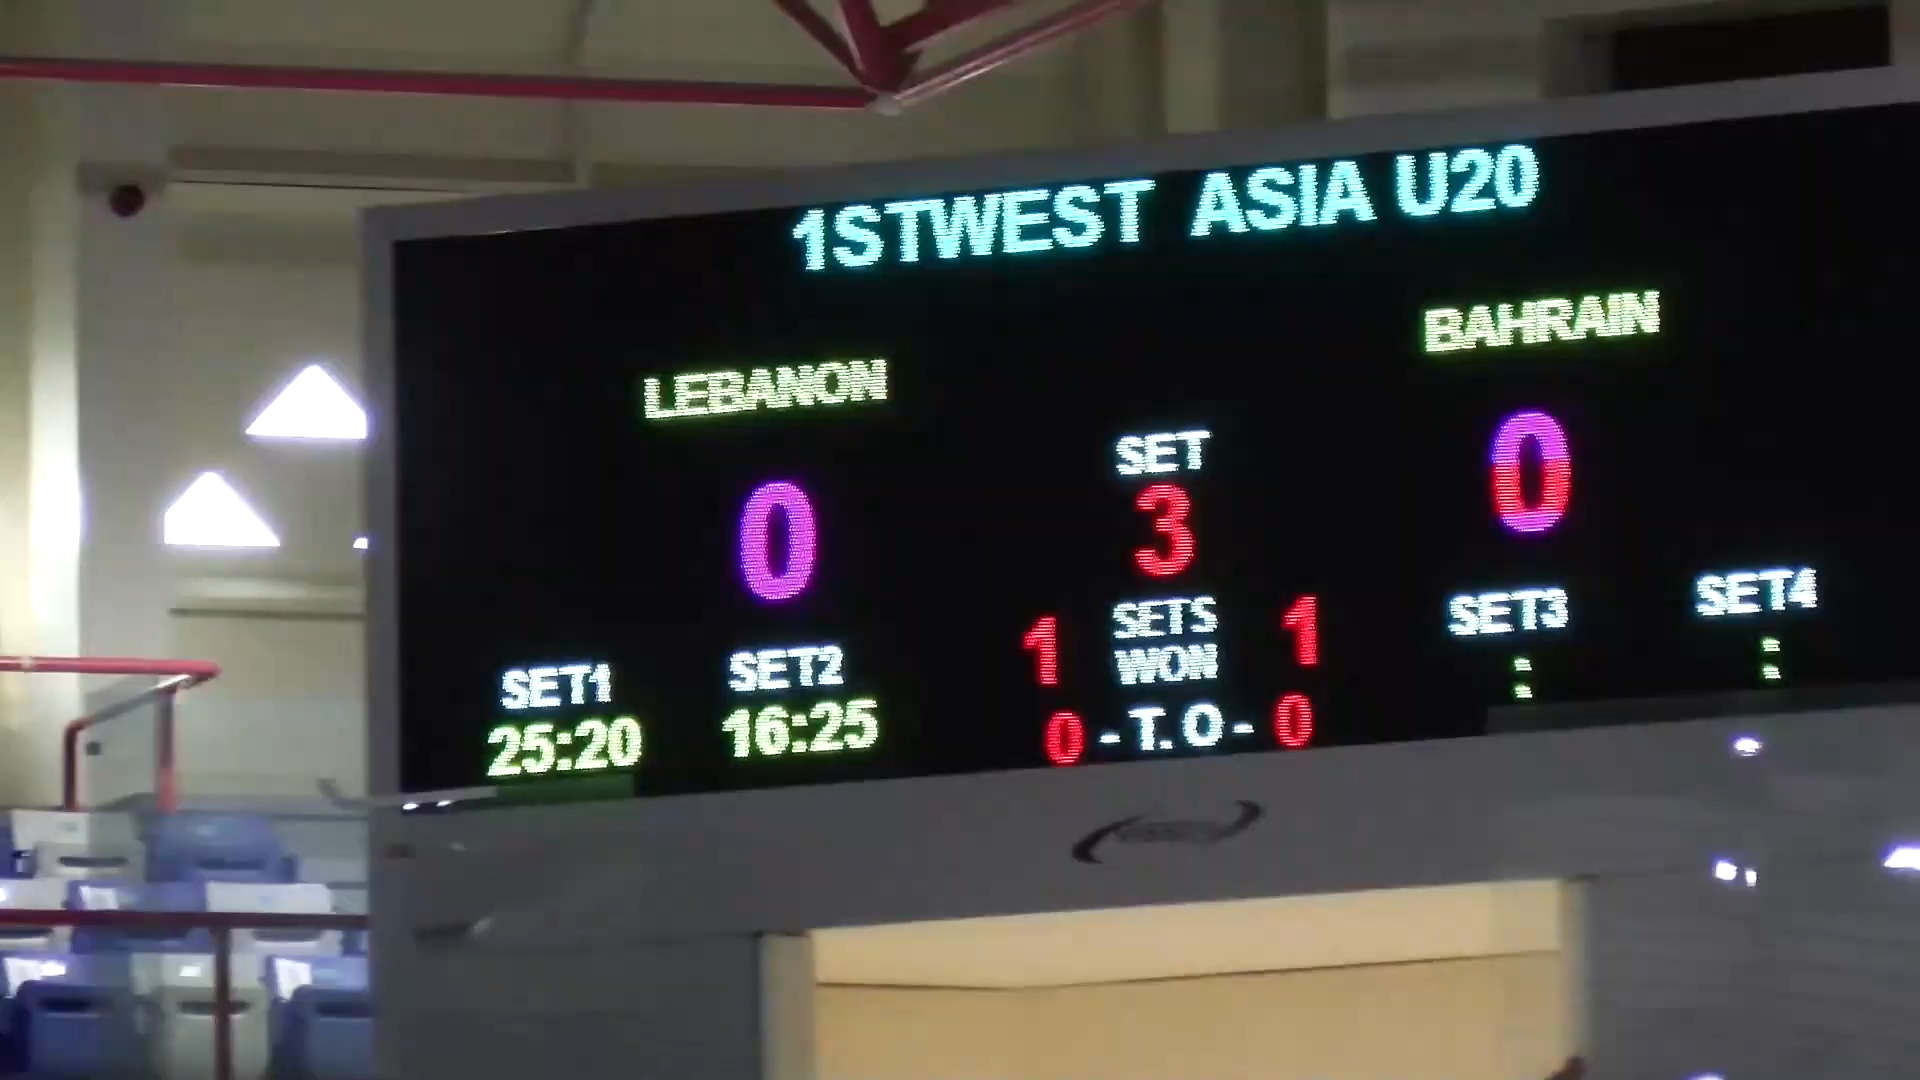 1STWEST ASIA U20
LEBANON
BAHRAIN
0
SET
3
0
1
SETS
WON
1
SET1
25:20
SET2
16:25
0 - T. O - 0
SET3
:
SET4
: